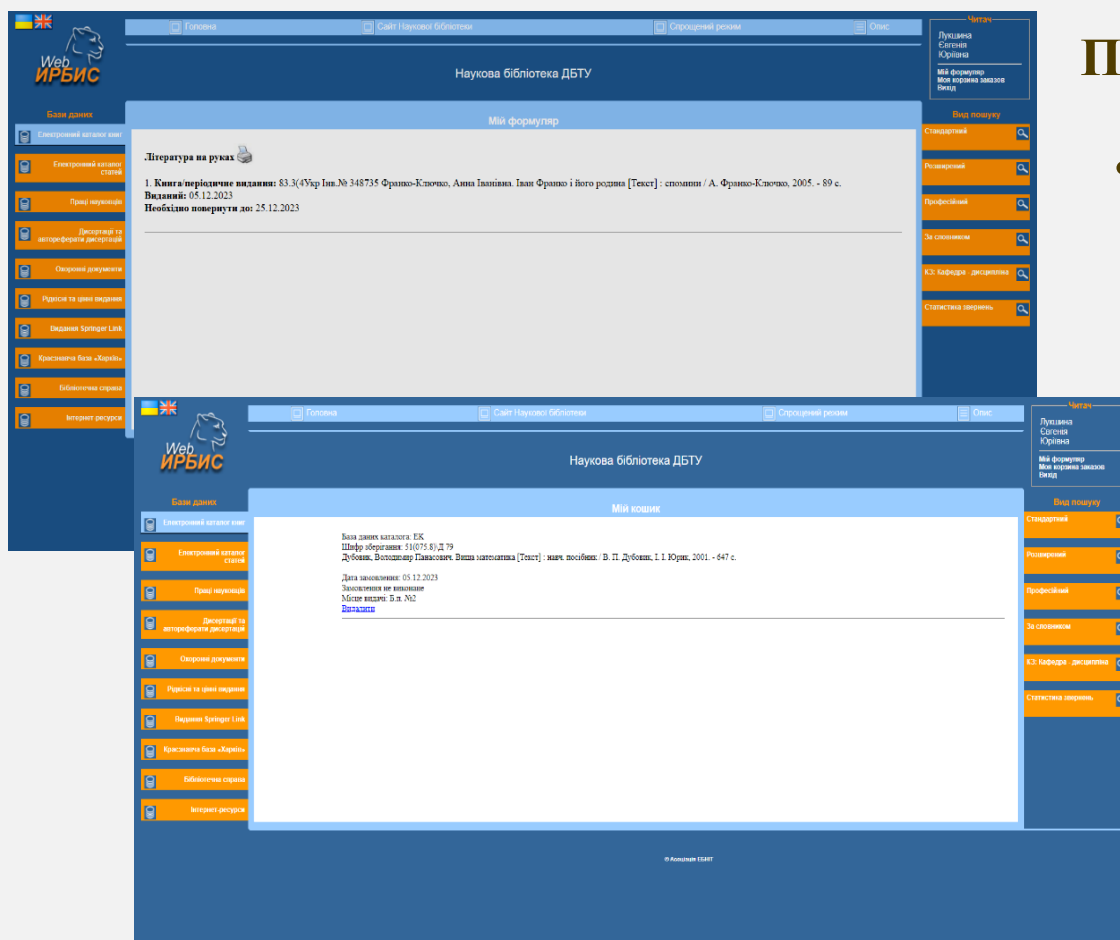 П
Web
ИРБИС
Головна
Сайт Наукової бібліотеки
Спрощений режим
Опис
Наукова бібліотека ДБТУ
Читач
Лукшина
Євгенія
Юріївна
Мій формуляр
Моя корзина заказов
Вихід
Бази даних
Електронний каталог книг
Електронний каталог
статей
Праці науковців
Дисертації та
автореферати дисертацій
Охоронні документи
Рідкісні та цінні видання
Видання Springer Link
Краєзнавча база «Харків»
Бібліотечна справа
Інтернет-ресурси
Мій формуляр
Література на руках
1. Книга/періодичне видання: 83.3(4Укр Інв.№ 348735 Франко-Ключко, Анна Іванівна. Іван Франко і його родина [Текст] : спомини / А. Франко-Ключко, 2005. - 89 с.
Виданий: 05.12.2023
Необхідно повернути до: 25.12.2023
Вид пошуку
Стандартний
Розширений
Професійний
За словником
КЗ: Кафедра - дисципліна
Статистика звернень
Web
ИРБИС
Головна
Сайт Наукової бібліотеки
Спрощений режим
Опис
Наукова бібліотека ДБТУ
Читач
Лукшина
Євгенія
Юріївна
Мій формуляр
Моя корзина заказов
Вихід
Бази даних
Електронний каталог книг
Електронний каталог
статей
Праці науковців
Дисертації та
автореферати дисертацій
Охоронні документи
Рідкісні та цінні видання
Видання Springer Link
Краєзнавча база «Харків»
Бібліотечна справа
Інтернет-ресурси
Мій кошик
База даних каталога: ЕК
Шифр зберігання: 51(075.8)\Д 79
Дубовик, Володимир Панасович. Вища математика [Текст] : навч. посібник / В. П. Дубовик, І. І. Юрик, 2001. - 647 с.
Дата замовлення: 05.12.2023
Замовлення не виконане
Місце видачі: Б.п. №2
Видалити
Вид пошуку
Стандартний
Розширений
Професійний
За словником
КЗ: Кафедра - дисципліна
Статистика звернень
© Асоціація ЕБНІТ